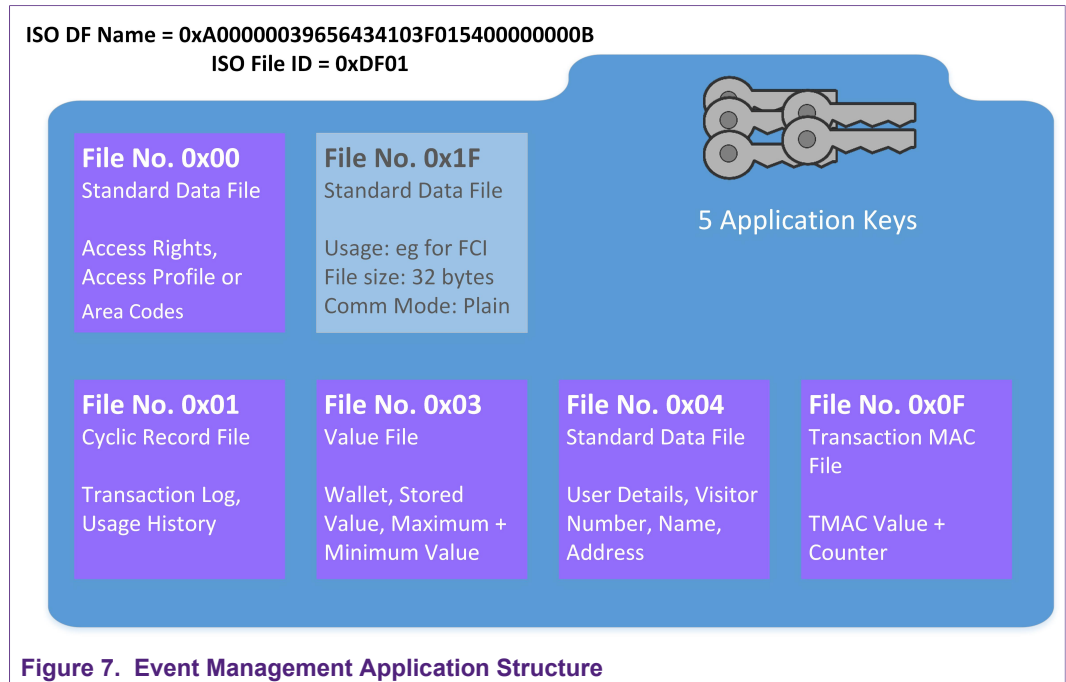 ISO DF Name = 0xA00000039656434103F015400000000B
ISO File ID = 0xDF01
5 Application Keys
File No. 0x00
Standard Data File
Access Rights,
Access Profile or
Area Codes
File No. 0x1F
Standard Data File
Usage: eg for FCI
File size: 32 bytes
Comm Mode: Plain
File No. 0x01
Cyclic Record File
Transaction Log,
Usage History
File No. 0x03
Value File
Wallet, Stored
Value, Maximum +
Minimum Value
File No. 0x04
Standard Data File
User Details, Visitor
Number, Name,
Address
File No. 0x0F
Transaction MAC
File
TMAC Value +
Counter
Figure 7. Event Management Application Structure